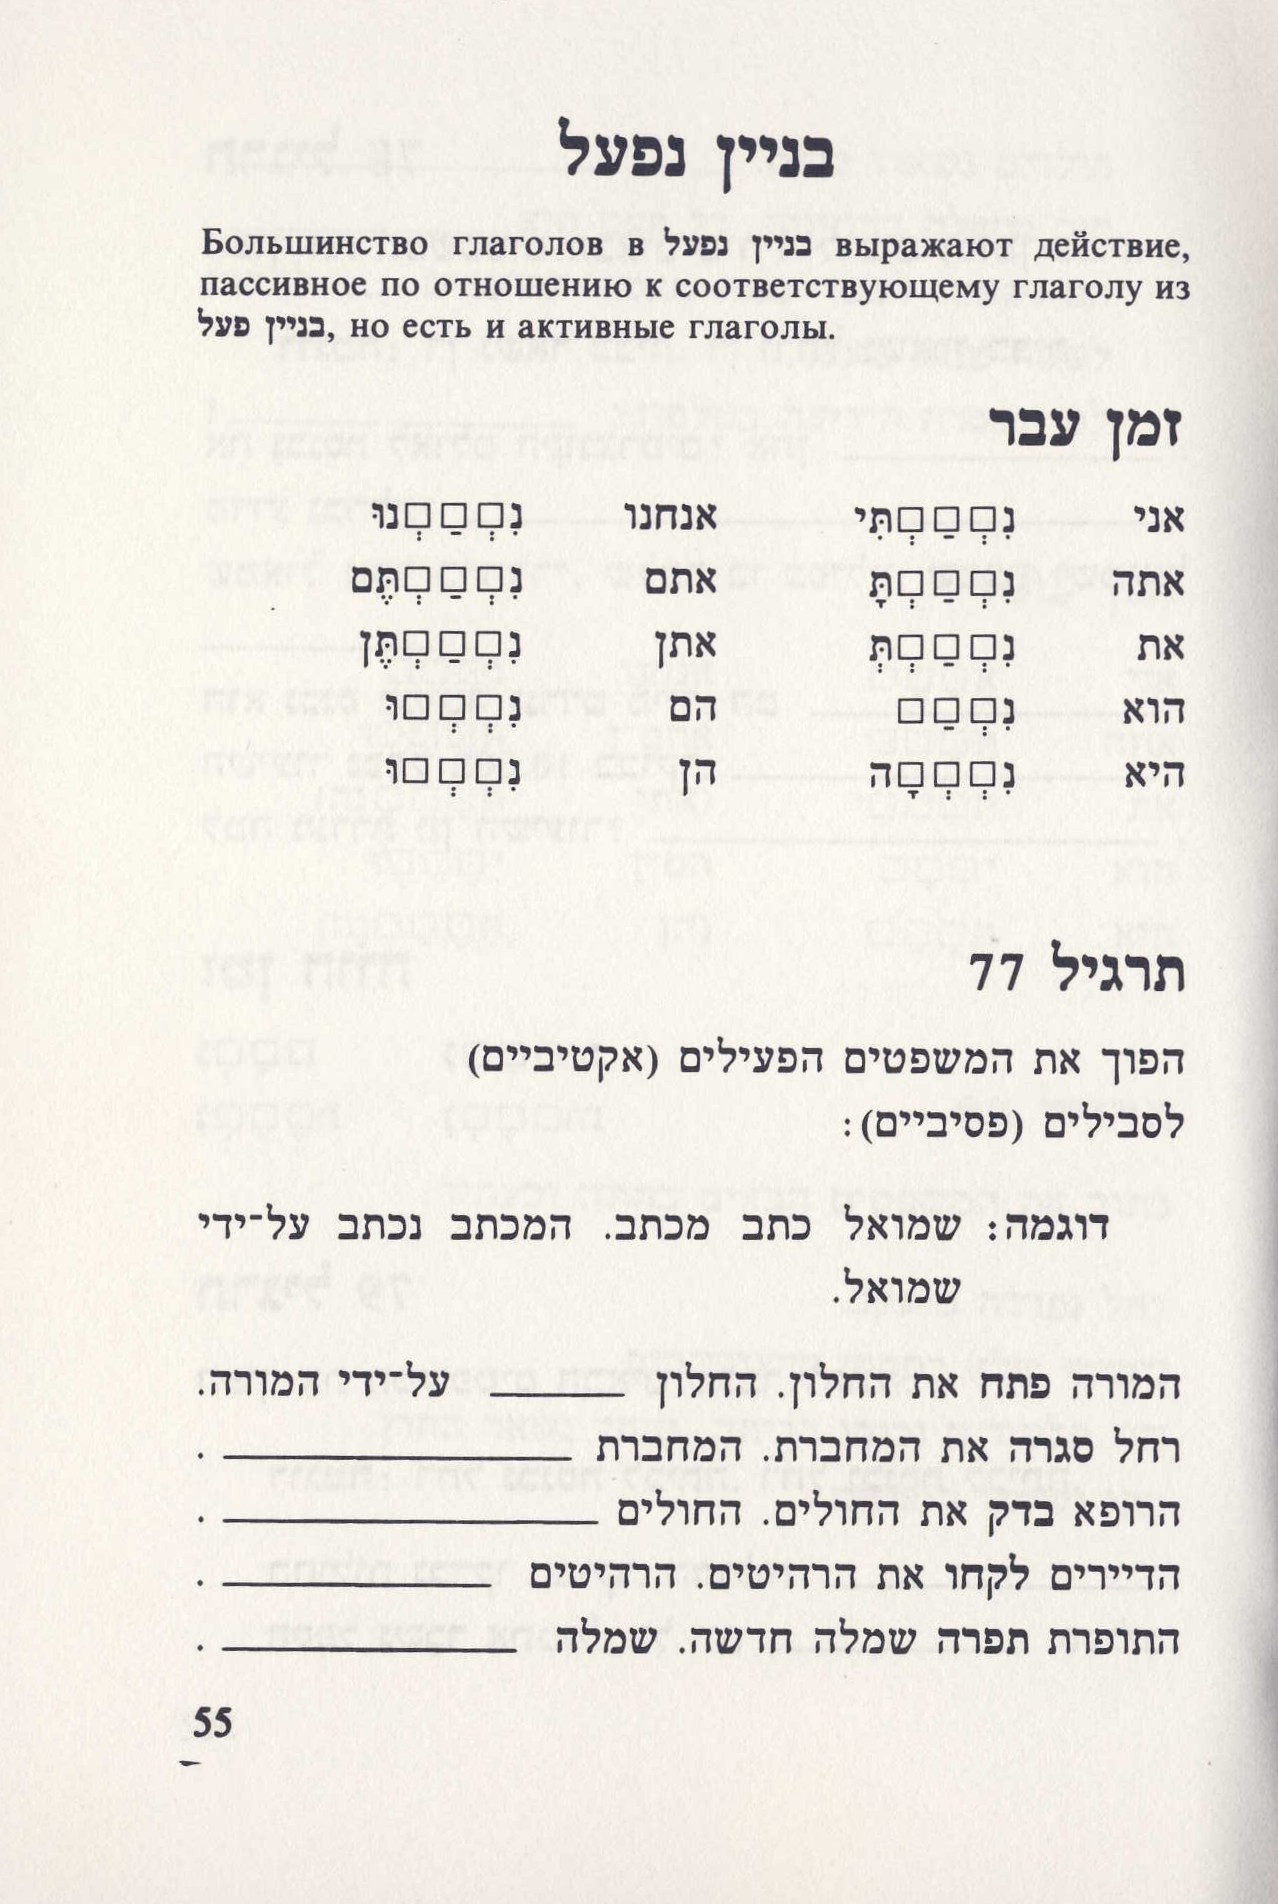 בניין נפעל
Большинство глаголов в בניין נפעל выражают действие,
пассивное по отношению к соответствующему глаголу из
בניין פעל, но есть и активные глаголы.
זמן עבר
אני נִ□ְ□ַ□ְתִּי אנחנו נִ□ְ□ַ□ְנוּ
אתה נִ□ְ□ַ□ְתָּ אתם נִ□ְ□ַ□ְתֶּם
את נִ□ְ□ַ□ְתְּ אתן נִ□ְ□ַ□ְתֶּן
הוא נִ□ְ□ַ□ הם נִ□ְ□ְ□וּ
היא נִ□ְ□ְ□ָה הן נִ□ְ□ְ□וּ
תרגיל 77
הפוך את המשפטים הפעילים (אקטיביים)
לסבילים (פסיביים):
דוגמה: שמואל כתב מכתב. המכתב נכתב על־ידי
שמואל.
המורה פתח את החלון. החלון ______ על־ידי המורה.
רחל סגרה את המחברת. המחברת ______ .
הרופא בדק את החולים. החולים ______ .
הדיירים לקחו את הרהיטים. הרהיטים ______ .
התופרת תפרה שמלה חדשה. שמלה ______ .
55